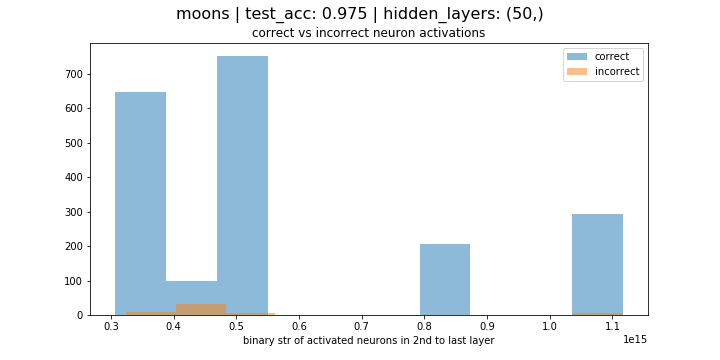 moons | test_acc: 0.975 | hidden_layers: (50,)
correct vs incorrect neuron activations
correct
incorrect
700
600
500
400
300
200
100
0
0.3 0.4 0.5 0.6 0.7 0.8 0.9 1.0 1.1
1e15
binary str of activated neurons in 2nd to last layer